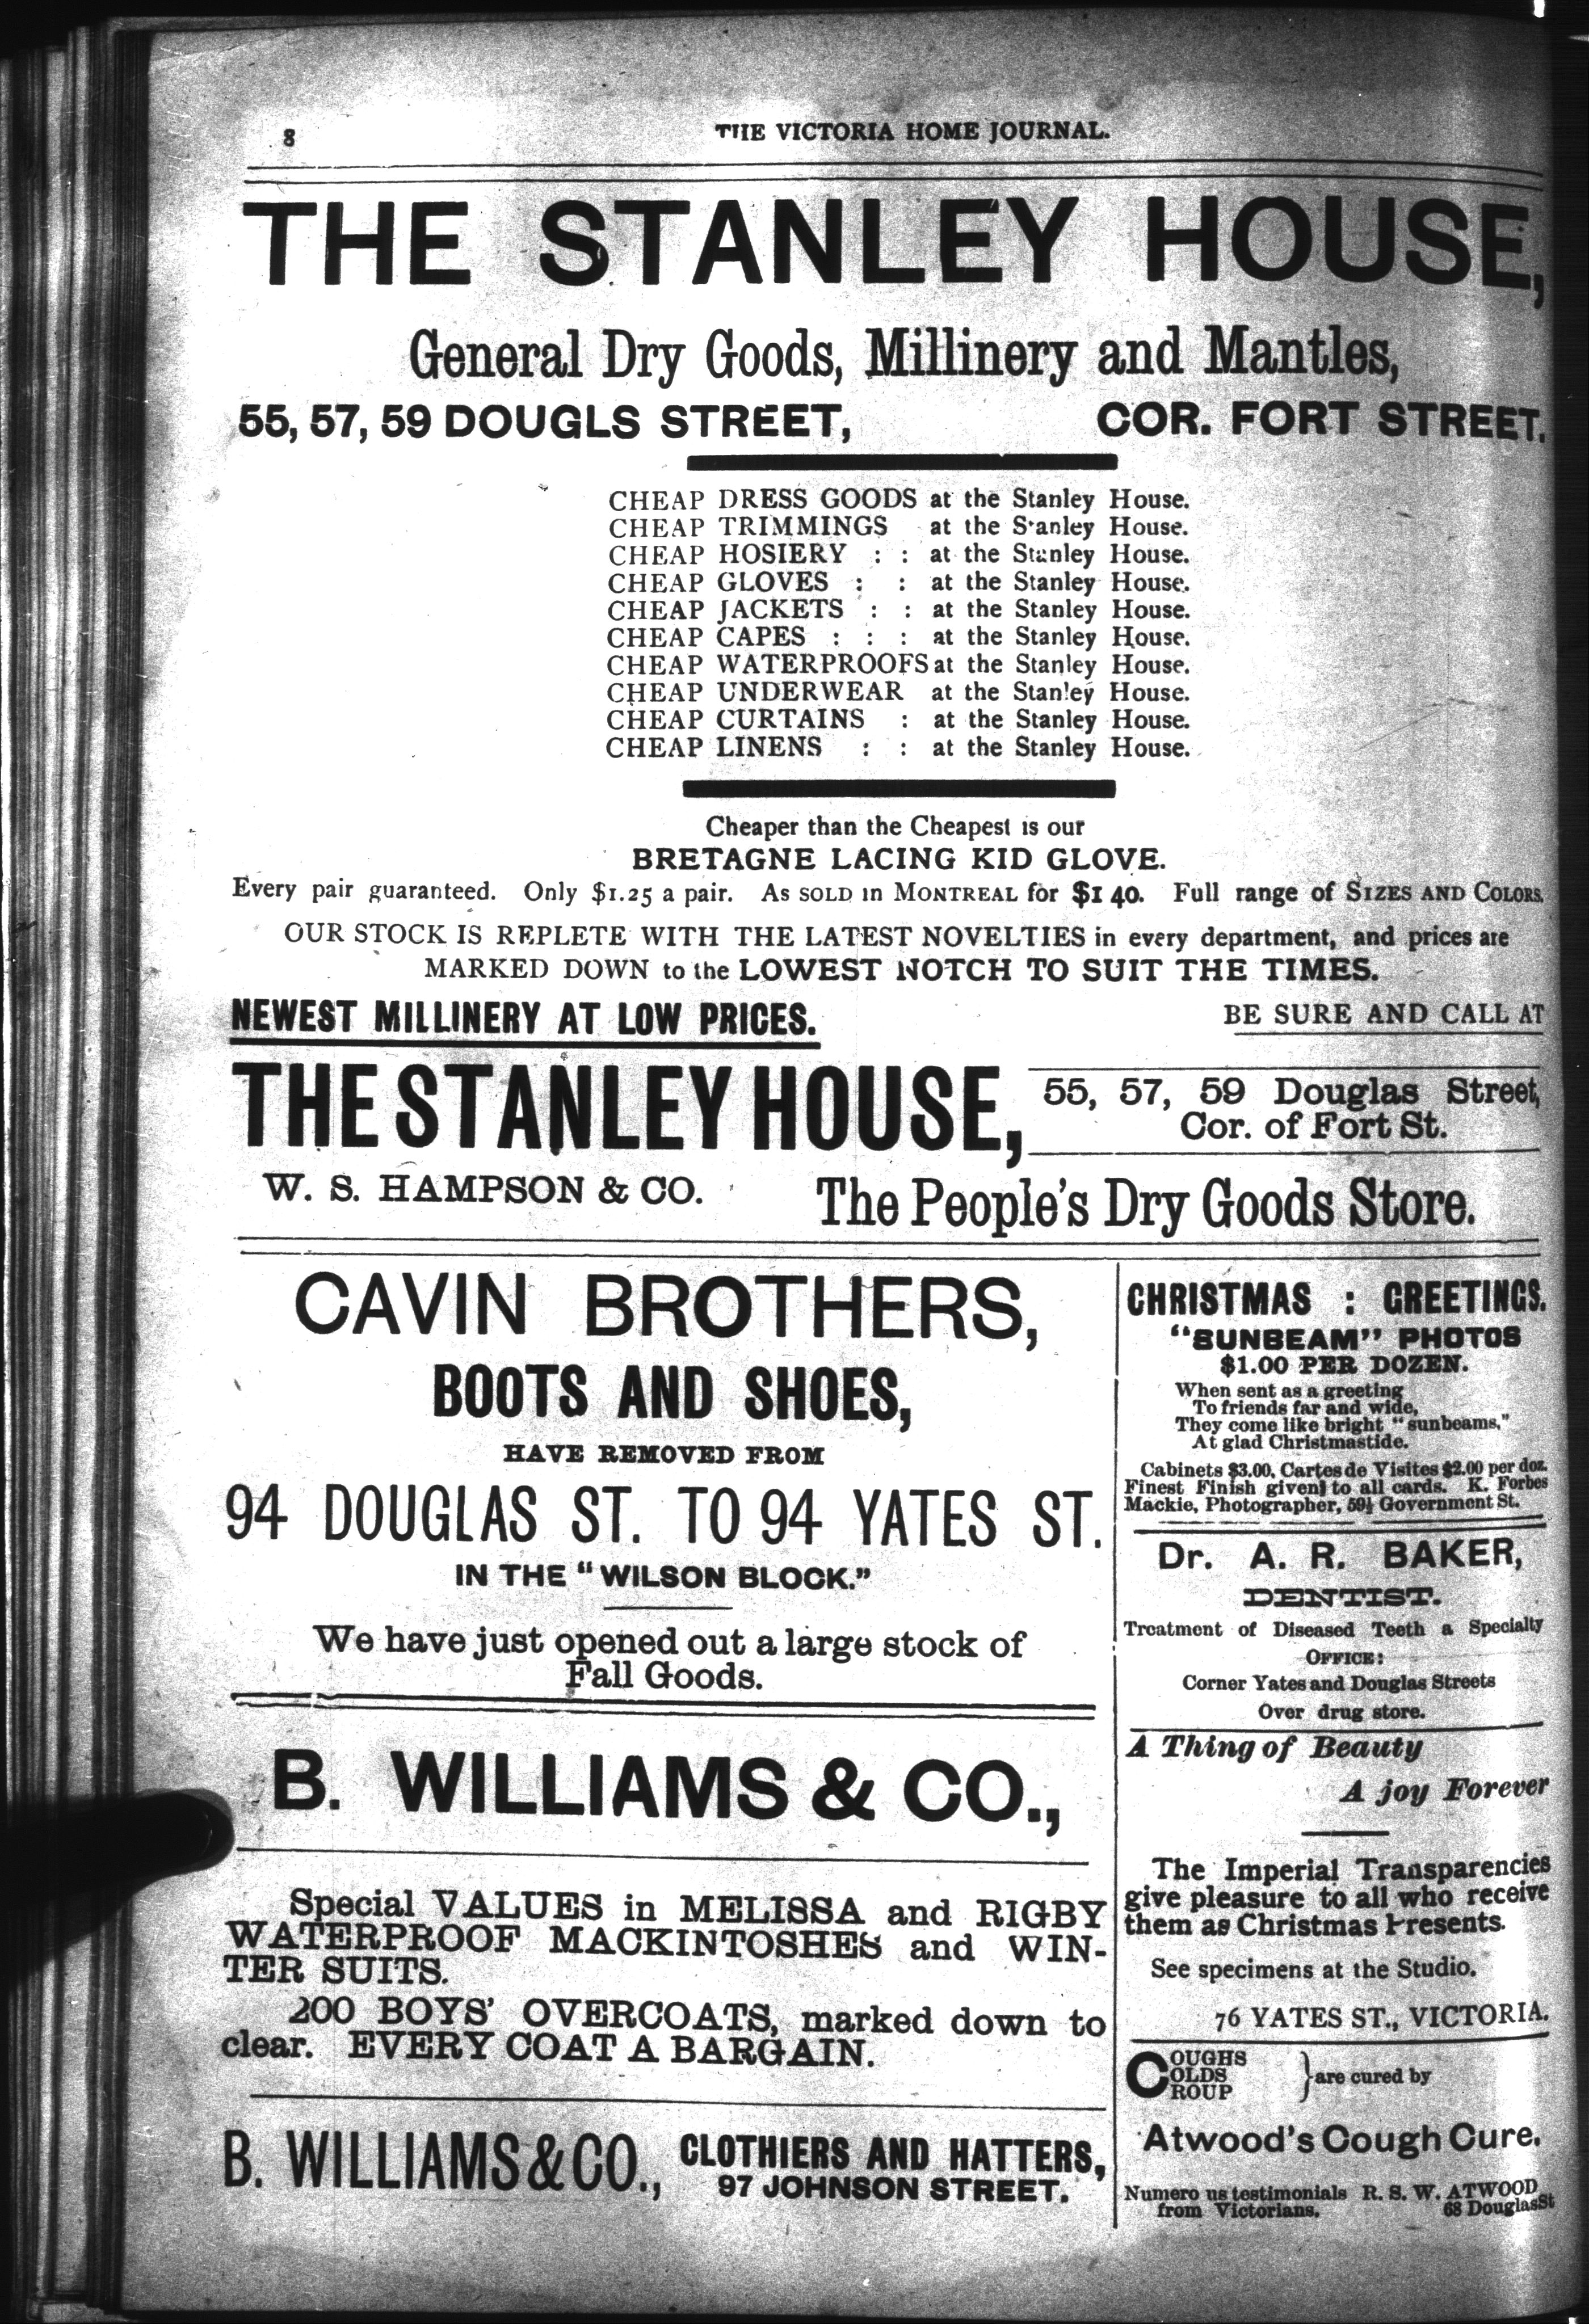 8
THE VICTORIA HOME JOURNAL.
THE STANLEY HOUSE,
General Dry Goods, Millinery and Mantles,
55, 57, 59 DOUGLS STREET, COR. FORT STREET.
CHEAP DRESS GOODS at the Stanley House.
CHEAP TRIMMINGS at the Stanley House.
CHEAP HOSIERY : : at the Stanley House.
CHEAP GLOVES : : at the Stanley House.
CHEAP JACKETS : : at the Stanley House.
CHEAP CAPES : : : at the Stanley House.
CHEAP WATERPROOFS at the Stanley House.
CHEAP UNDERWEAR at the Stanley House.
CHEAP CURTAINS : at the Stanley House.
CHEAP LINENS : : at the Stanley House.
Cheaper than the Cheapest is our
BRETAGNE LACING KID GLOVE.
Every pair guaranteed. Only $1.25 a pair. As SOLD in MONTREAL for $1 40. Full range of SIZES AND COLORS.
OUR STOCK IS REPLETE WITH THE LATEST NOVELTIES in every department, and prices are
MARKED DOWN to the LOWEST NOTCH TO SUIT THE TIMES.
NEWEST MILLINERY AT LOW PRICES. BE SURE AND CALL AT
THE STANLEY HOUSE,
55, 57, 59 Douglas Street,
Cor. of Fort St.
W. S. HAMPSON & CO. The People's Dry Goods Store.
CAVIN BROTHERS,
BOOTS AND SHOES,
HAVE REMOVED FROM
94 DOUGLAS ST. TO 94 YATES ST.
IN THE "WILSON BLOCK."
We have just opened out a large stock of
Fall Goods.
B. WILLIAMS & CO.,
Special VALUES in MELISSA and RIGBY
WATERPROOF MACKINTOSHES and WIN-
TER SUITS.
200 BOYS' OVERCOATS, marked down to
clear. EVERY COAT A BARGAIN.
B. WILLIAMS & CO.,
CLOTHIERS AND HATTERS,
97 JOHNSON STREET.
CHRISTMAS : GREETINGS.
"SUNBEAM" PHOTOS
$1.00 PER DOZEN.
When sent as a greeting
To friends far and wide,
They come like bright "sunbeams,"
At glad Christmastide.
Cabinets $3.00, Cartes de Visites $2.00 per doz.
Finest Finish given to all cards. K. Forbes
Mackie, Photographer, 59½ Government St.
Dr. A. R. BAKER,
DENTIST.
Treatment of Diseased Teeth a Specialty
OFFICE:
Corner Yates and Douglas Streets
Over drug store.
A Thing of Beauty
A joy Forever
The Imperial Transparencies
give pleasure to all who receive
them as Christmas Presents.
See specimens at the Studio.
76 YATES ST., VICTORIA.
COUGHS
COLDS
CROUP
} are cured by
Atwood's Cough Cure.
Numero us testimonials R. S. W. ATWOOD
from Victorians. 68 Douglas St